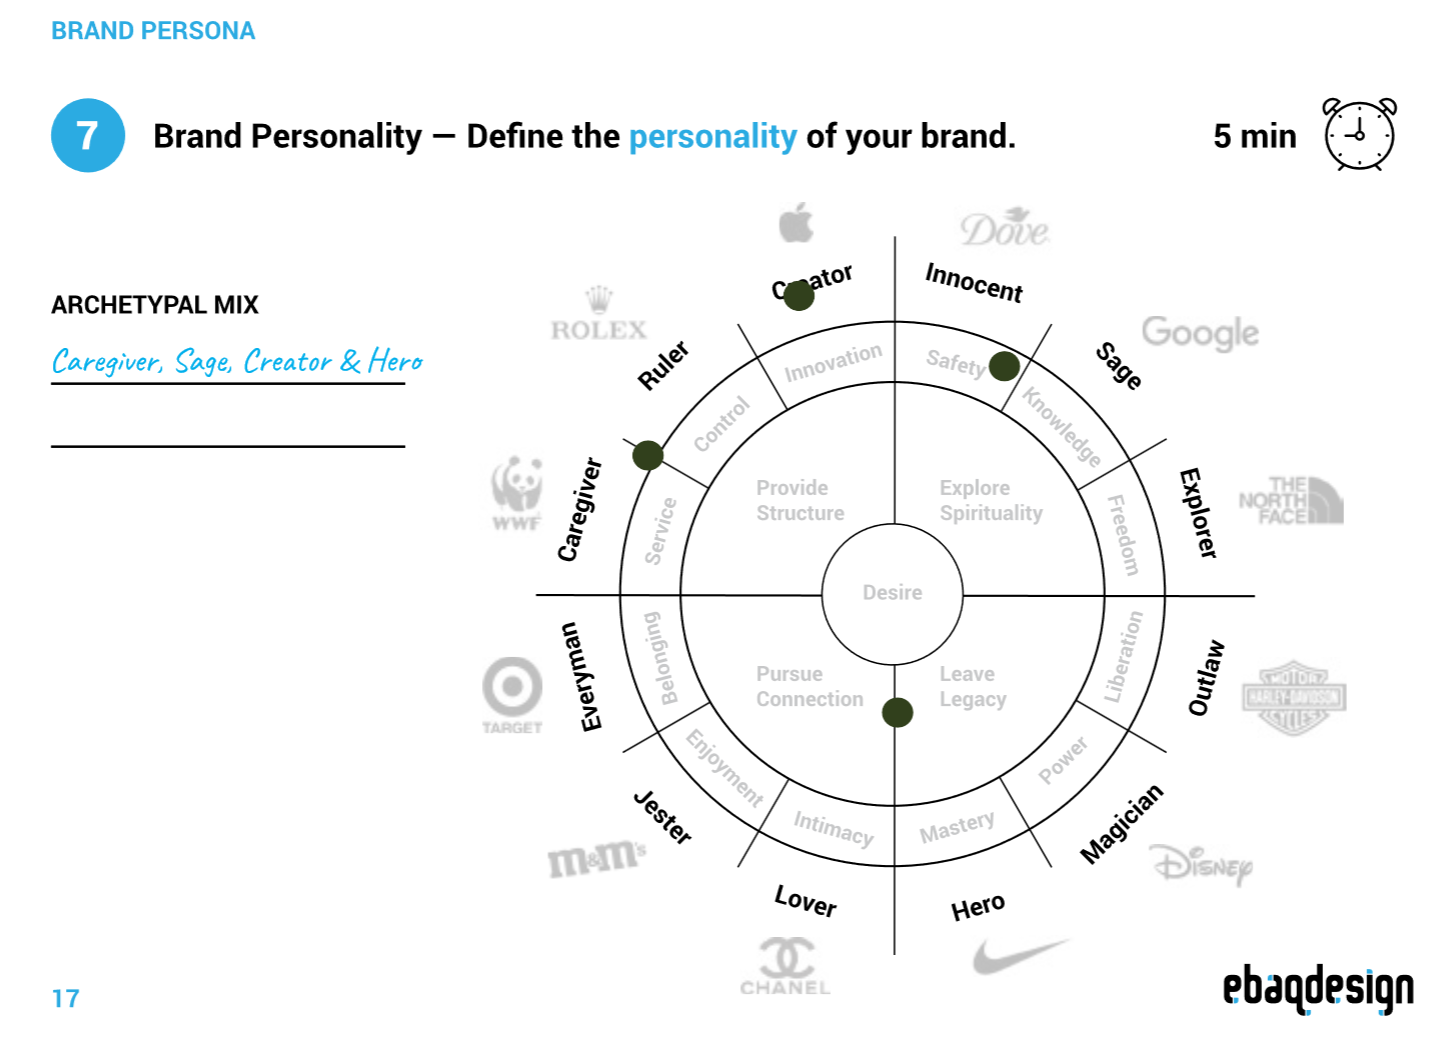 BRAND PERSONA
7
Brand Personality — Define the personality of your brand.
5 min
ARCHETYPAL MIX
Caregiver, Sage, Creator & Hero
Dove
Creator
Innocent
ROLEX
Google
Ruler
Sage
Innovation
Safety
Control
Knowledge
WWF
Caregiver
Explorer
THE
NORTH
FACE
Provide
Structure
Explore
Spirituality
Service
Freedom
Desire
Everyman
Belonging
Liberation
Outlaw
TARGET
MOTOR
HARLEY-DAVIDSON
CYCLES
Pursue
Connection
Leave
Legacy
Enjoyment
Power
Jester
Intimacy
Mastery
Magician
m&m's
Disney
Lover
Hero
CHANEL
17
ebaqdesign